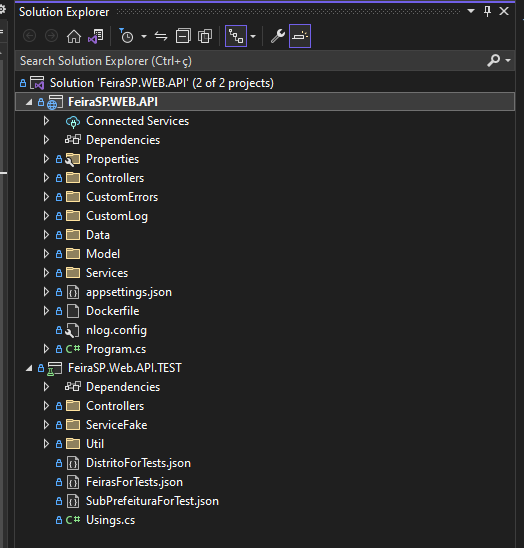 Solution Explorer
Search Solution Explorer (Ctrl+ç)
Solution 'FeiraSP.WEB.API' (2 of 2 projects)
FeiraSP.WEB.API
Connected Services
Dependencies
Properties
Controllers
CustomErrors
CustomLog
Data
Model
Services
appsettings.json
Dockerfile
nlog.config
C# Program.cs
FeiraSP.Web.API.TEST
Dependencies
Controllers
ServiceFake
Util
DistritoForTests.json
FeirasForTests.json
SubPrefeituraForTest.json
C# Usings.cs